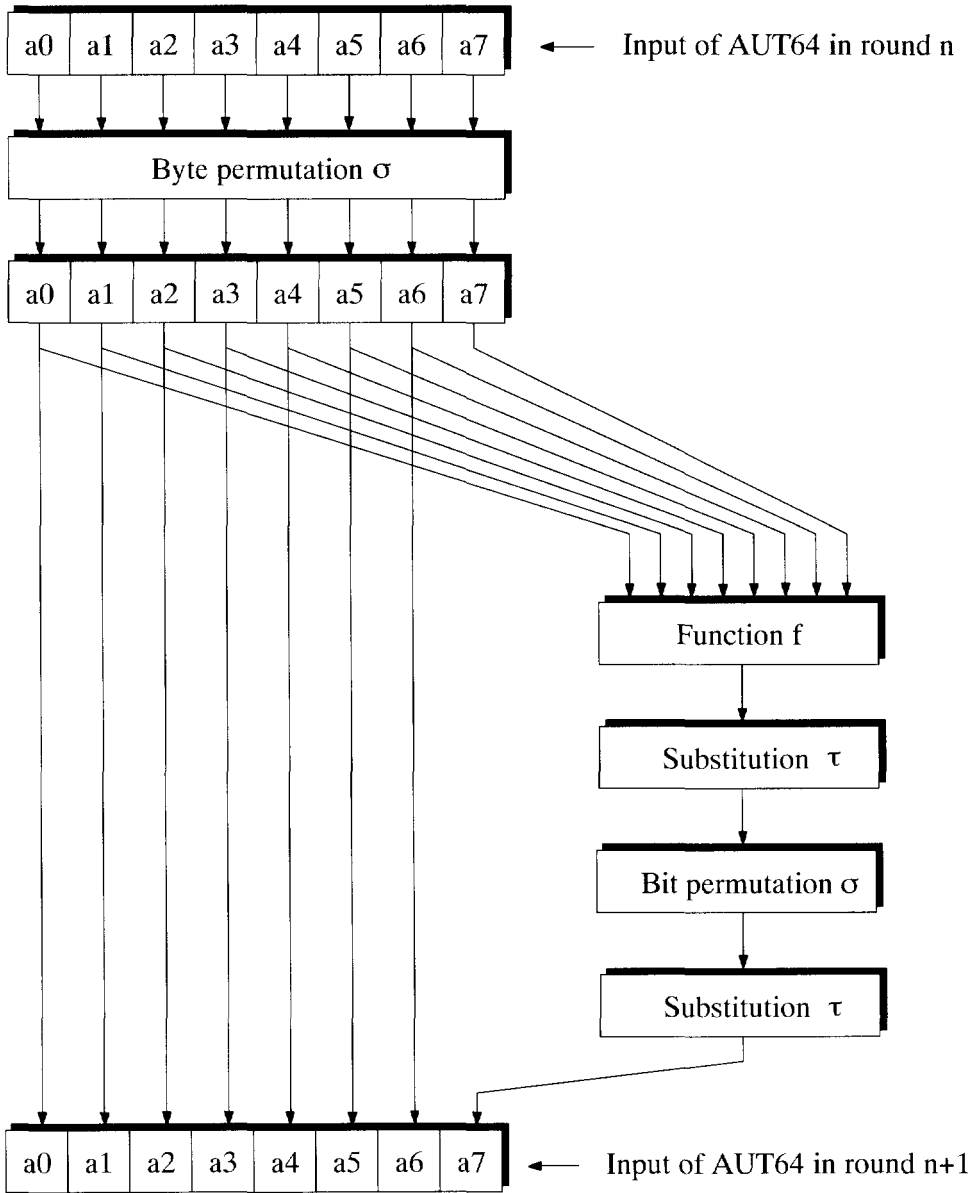 a0 a1 a2 a3 a4 a5 a6 a7
Input of AUT64 in round n
Byte permutation σ
a0 a1 a2 a3 a4 a5 a6 a7
Function f
Substitution τ
Bit permutation σ
Substitution τ
a0 a1 a2 a3 a4 a5 a6 a7
Input of AUT64 in round n+1